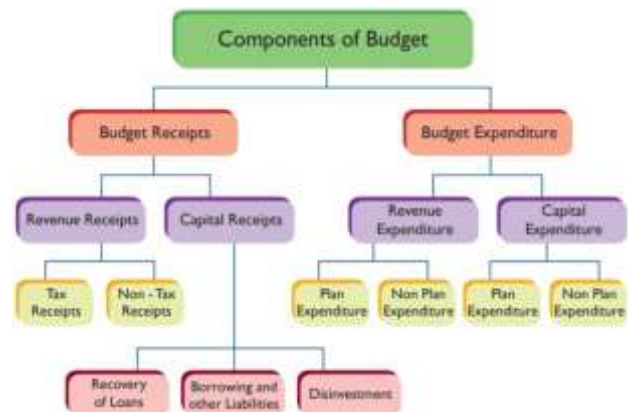 Components of Budget
Budget Receipts
Budget Expenditure
Revenue Receipts
Capital Receipts
Revenue
Expenditure
Capital
Expenditure
Tax
Receipts
Non - Tax
Receipts
Plan
Expenditure
Non Plan
Expenditure
Plan
Expenditure
Non Plan
Expenditure
Recovery
of Loans
Borrowing and
other Liabilities
Disinvestment